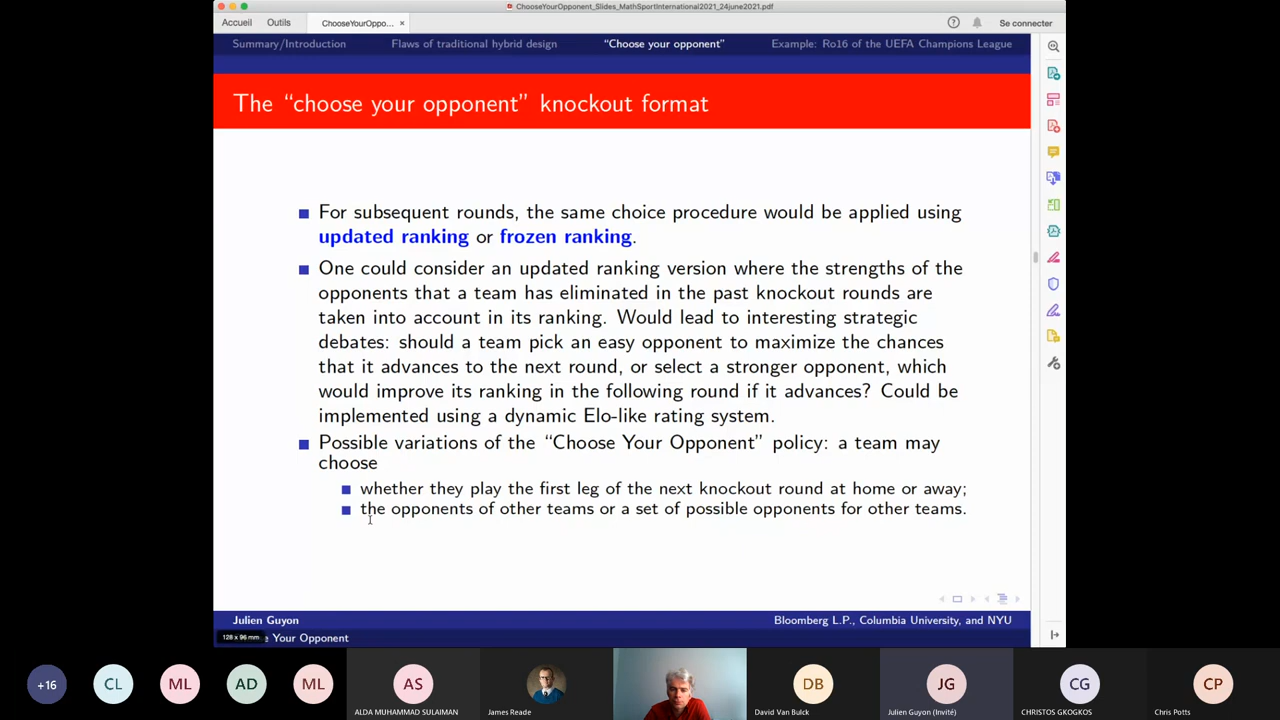 ChooseYourOpponent_Slides_MathSportInternational2021_24june2021.pdf
Accueil Outils ChooseYourOppo... × Se connecter
Summary/Introduction Flaws of traditional hybrid design “Choose your opponent” Example: Ro16 of the UEFA Champions League
The “choose your opponent” knockout format
For subsequent rounds, the same choice procedure would be applied using
updated ranking or frozen ranking.
One could consider an updated ranking version where the strengths of the
opponents that a team has eliminated in the past knockout rounds are
taken into account in its ranking. Would lead to interesting strategic
debates: should a team pick an easy opponent to maximize the chances
that it advances to the next round, or select a stronger opponent, which
would improve its ranking in the following round if it advances? Could be
implemented using a dynamic Elo-like rating system.
Possible variations of the “Choose Your Opponent” policy: a team may
choose
whether they play the first leg of the next knockout round at home or away;
the opponents of other teams or a set of possible opponents for other teams.
Julien Guyon Bloomberg L.P., Columbia University, and NYU
128 x 96 mm e Your Opponent
+16 CL ML AD ML AS DB JG CG CP
ALDA MUHAMMAD SULAIMAN James Reade David Van Bulck Julien Guyon (Invité) CHRISTOS GKOGKOS Chris Potts